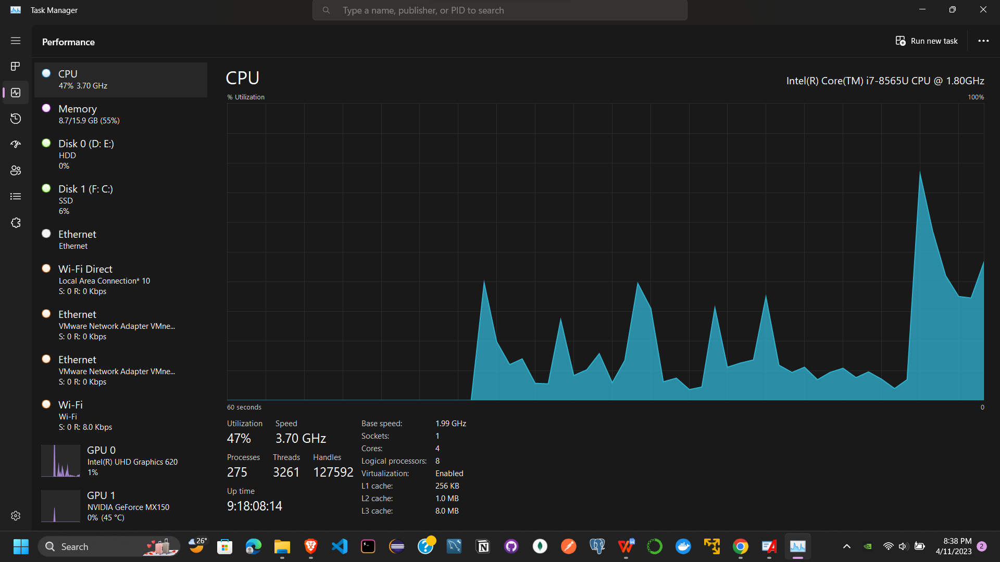 Task Manager
Type a name, publisher, or PID to search
Performance
Run new task
CPU
47% 3.70 GHz
Memory
8.7/15.9 GB (55%)
Disk 0 (D: E:)
HDD
0%
Disk 1 (F: C:)
SSD
6%
Ethernet
Ethernet
Wi-Fi Direct
Local Area Connection* 10
S: 0 R: 0 Kbps
Ethernet
VMware Network Adapter VMne...
S: 0 R: 0 Kbps
Ethernet
VMware Network Adapter VMne...
S: 0 R: 0 Kbps
Wi-Fi
Wi-Fi
S: 0 R: 8.0 Kbps
GPU 0
Intel(R) UHD Graphics 620
1%
GPU 1
NVIDIA GeForce MX150
0% (45 °C)
CPU
Intel(R) Core(TM) i7-8565U CPU @ 1.80GHz
% Utilization
100%
60 seconds
0
Utilization Speed
47% 3.70 GHz
Processes Threads Handles
275 3261 127592
Up time
9:18:08:14
Base speed: 1.99 GHz
Sockets: 1
Cores: 4
Logical processors: 8
Virtualization: Enabled
L1 cache: 256 KB
L2 cache: 1.0 MB
L3 cache: 8.0 MB
Search
26°
8:38 PM
4/11/2023
2